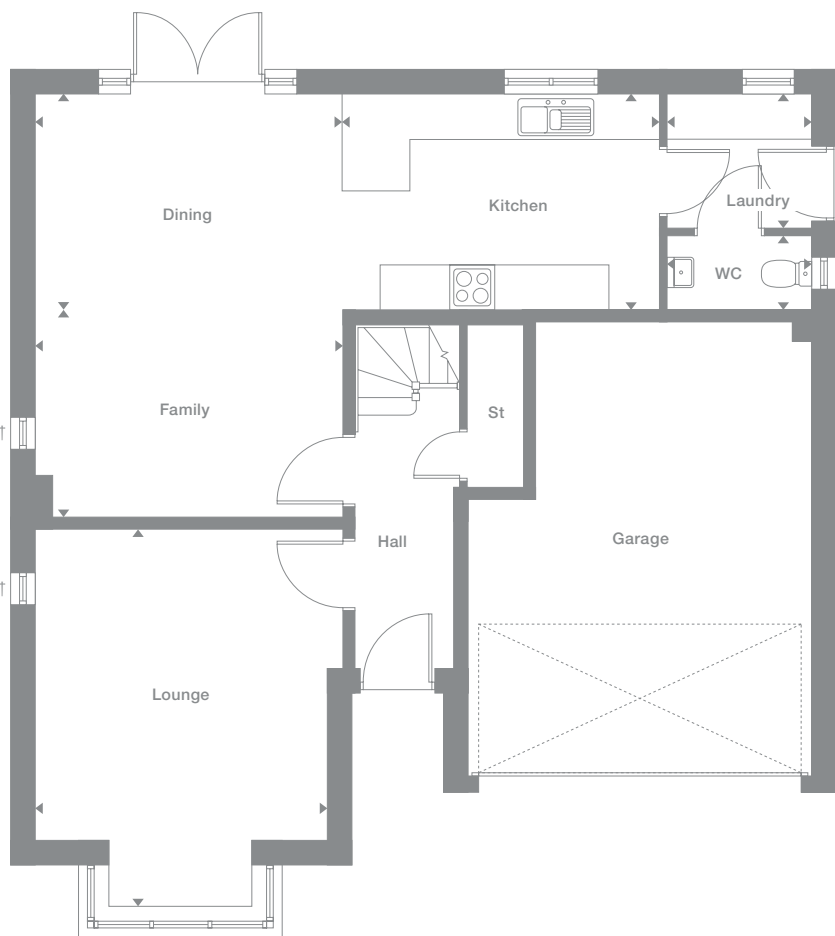 Dining
Kitchen
Laundry
WC
Family
St
†
Hall
Garage
†
Lounge